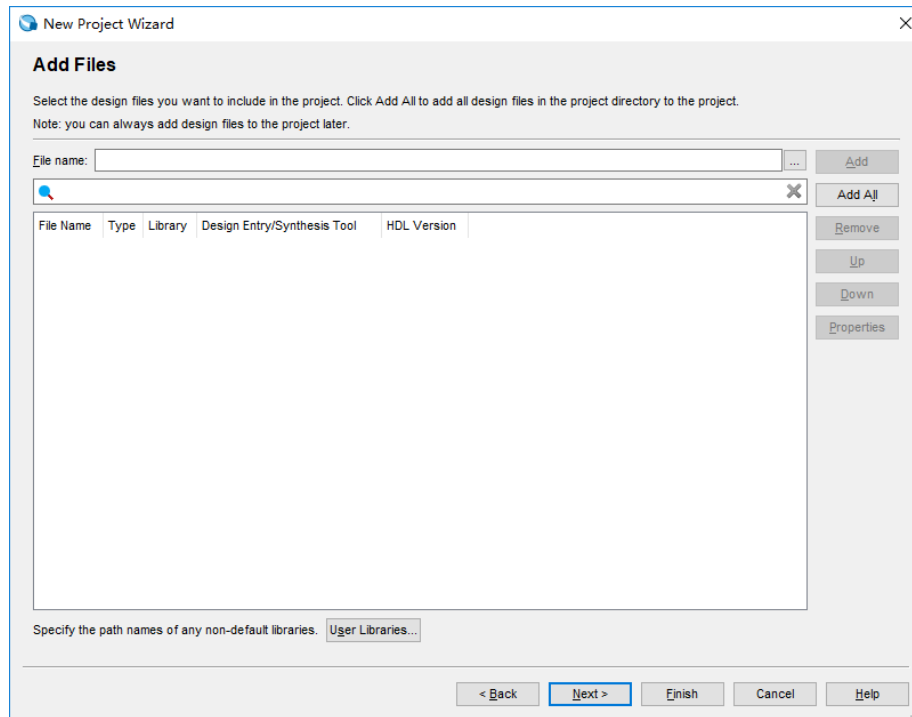 New Project Wizard
Add Files
Select the design files you want to include in the project. Click Add All to add all design files in the project directory to the project.
Note: you can always add design files to the project later.
File name: ... Add
Add All
File Name Type Library Design Entry/Synthesis Tool HDL Version
Remove
Up
Down
Properties
Specify the path names of any non-default libraries. User Libraries...
< Back Next > Finish Cancel Help